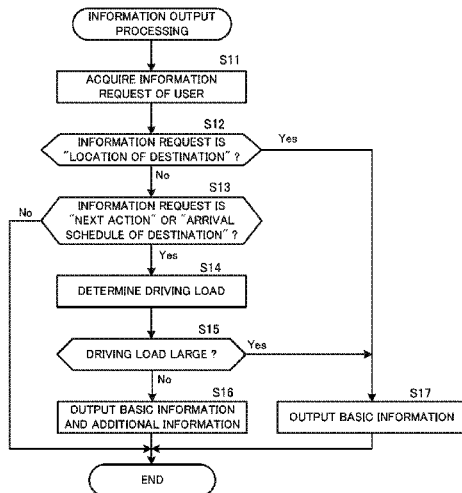 INFORMATION OUTPUT
PROCESSING
S11
ACQUIRE INFORMATION
REQUEST OF USER
S12
INFORMATION REQUEST IS
"LOCATION OF DESTINATION" ?
Yes
No
S13
INFORMATION REQUEST IS
"NEXT ACTION" OR "ARRIVAL
SCHEDULE OF DESTINATION" ?
No
Yes
S14
DETERMINE DRIVING LOAD
S15
DRIVING LOAD LARGE ?
Yes
No
S16
OUTPUT BASIC INFORMATION
AND ADDITIONAL INFORMATION
S17
OUTPUT BASIC INFORMATION
END